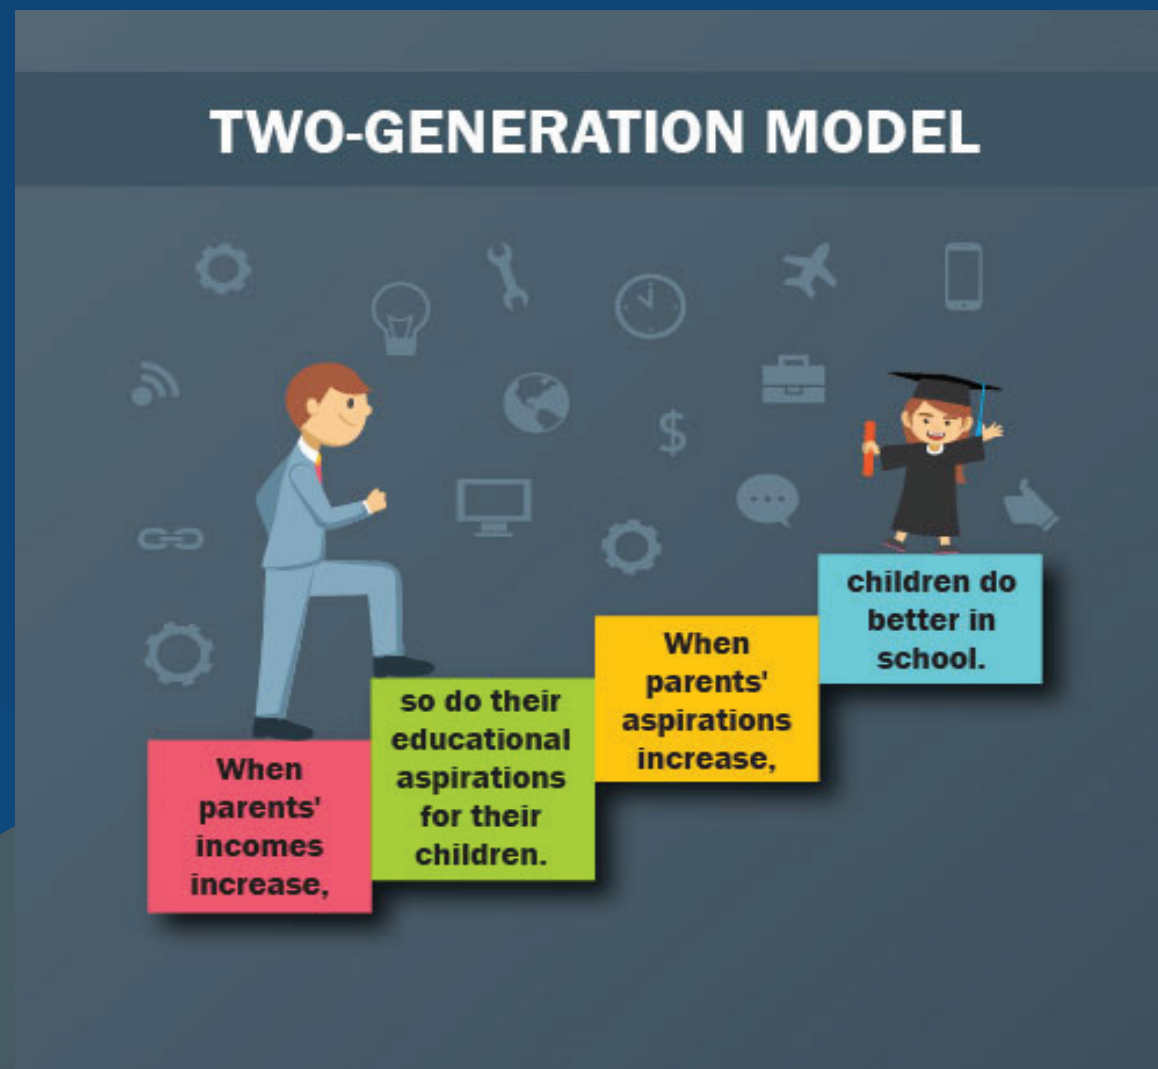 TWO-GENERATION MODEL
When
parents'
incomes
increase,
so do their
educational
aspirations
for their
children.
When
parents'
aspirations
increase,
children do
better in
school.